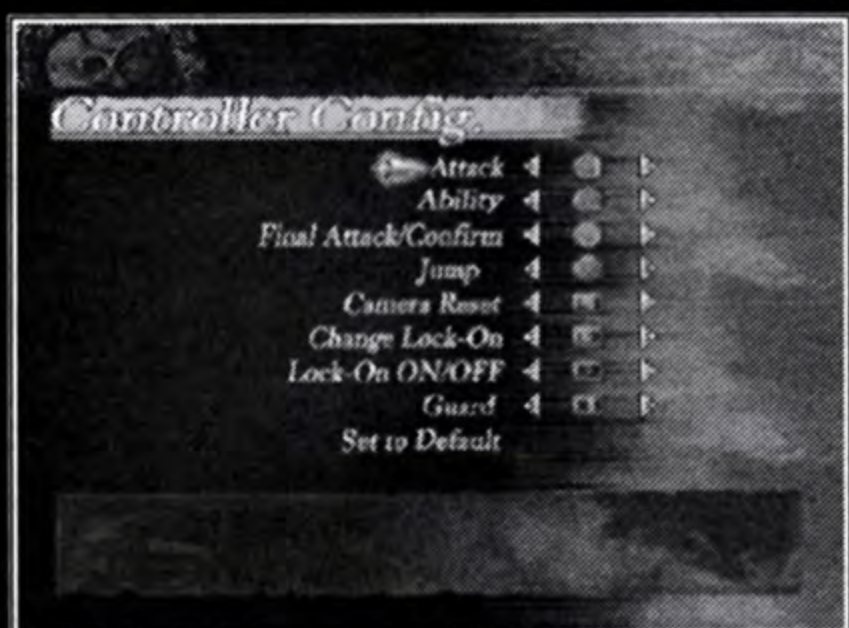 Controller Config.
Attack
Ability
Final Attack/Confirm
Jump
Camera Reset
Change Lock-On
Lock-On ON/OFF
Guard
Set to Default